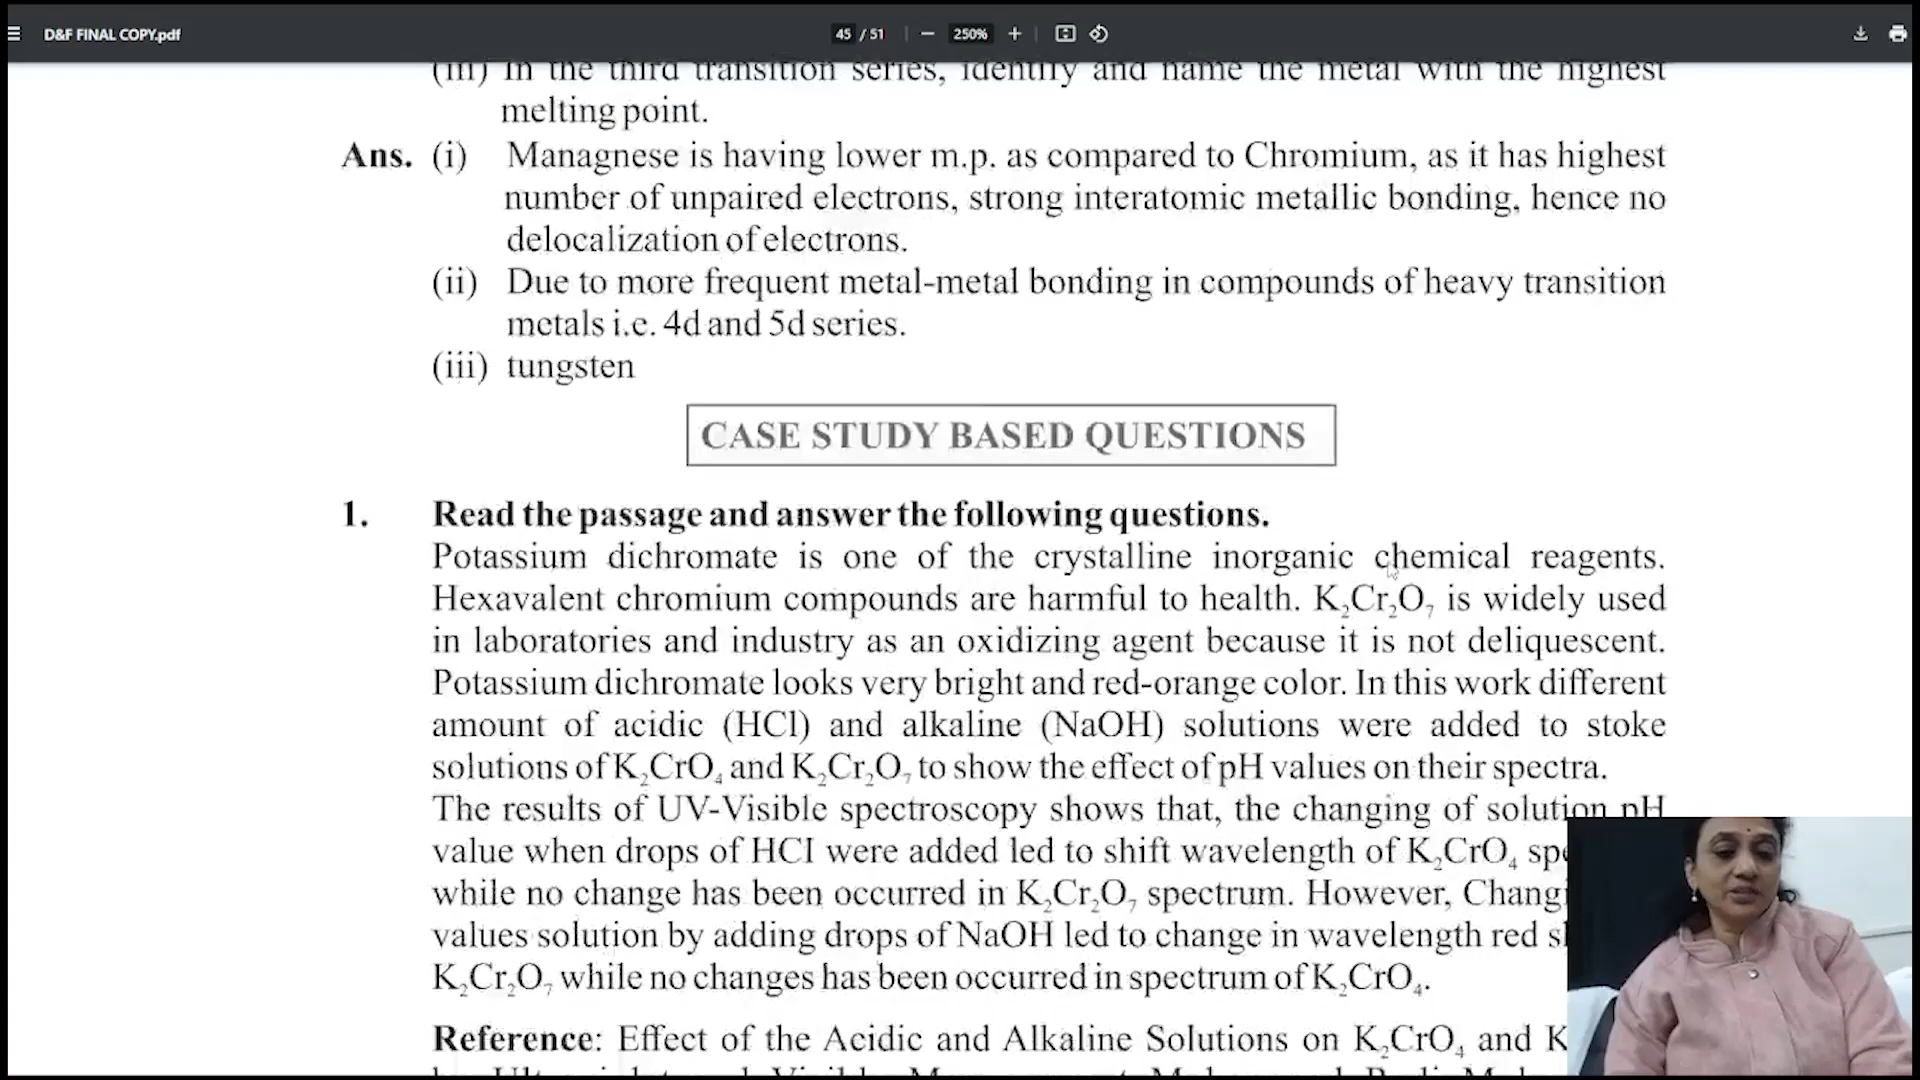 D&F FINAL COPY.pdf 45 / 51 250%
(iii) In the third transition series, identify and name the metal with the highest
melting point.
Ans. (i) Managnese is having lower m.p. as compared to Chromium, as it has highest
number of unpaired electrons, strong interatomic metallic bonding, hence no
delocalization of electrons.
(ii) Due to more frequent metal-metal bonding in compounds of heavy transition
metals i.e. 4d and 5d series.
(iii) tungsten
CASE STUDY BASED QUESTIONS
1. Read the passage and answer the following questions.
Potassium dichromate is one of the crystalline inorganic chemical reagents.
Hexavalent chromium compounds are harmful to health. K₂Cr₂O₇ is widely used
in laboratories and industry as an oxidizing agent because it is not deliquescent.
Potassium dichromate looks very bright and red-orange color. In this work different
amount of acidic (HCl) and alkaline (NaOH) solutions were added to stoke
solutions of K₂CrO₄ and K₂Cr₂O₇ to show the effect of pH values on their spectra.
The results of UV-Visible spectroscopy shows that, the changing of solution pH
value when drops of HCI were added led to shift wavelength of K₂CrO₄
while no change has been occurred in K₂Cr₂O₇ spectrum. However,
values solution by adding drops of NaOH led to change in wavelength red
K₂Cr₂O₇ while no changes has been occurred in spectrum of K₂CrO₄.
Reference: Effect of the Acidic and Alkaline Solutions on K₂CrO₄ and